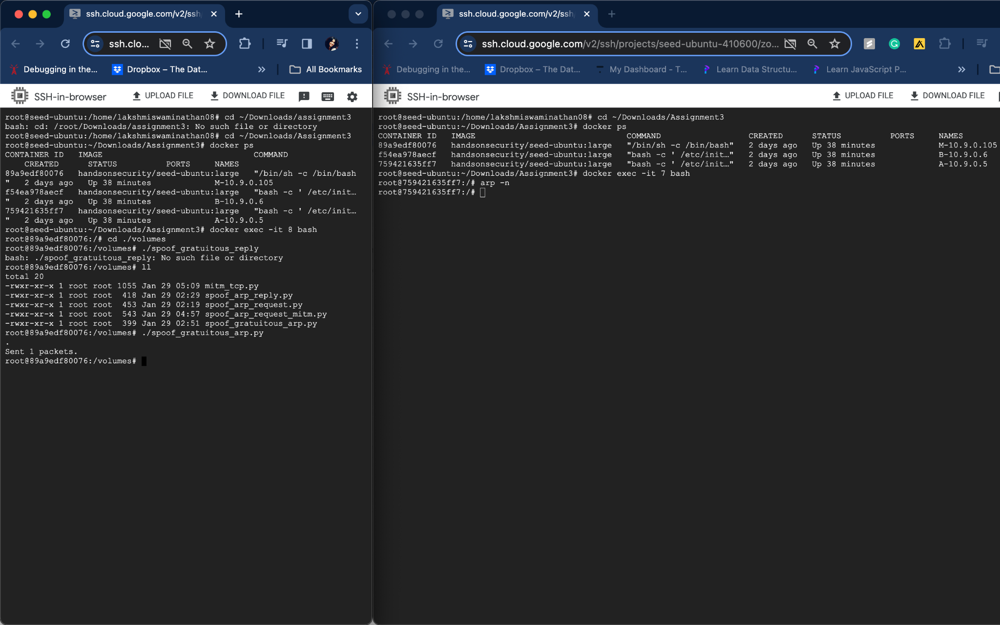 ssh.cloud.google.com/v2/ssh/
ssh.clo...
Debugging in the...
Dropbox – The Dat...
All Bookmarks
SSH-in-browser
UPLOAD FILE
DOWNLOAD FILE
root@seed-ubuntu:/home/lakshmiswaminathan08# cd ~/Downloads/assignment3
bash: cd: /root/Downloads/assignment3: No such file or directory
root@seed-ubuntu:/home/lakshmiswaminathan08# cd ~/Downloads/Assignment3
root@seed-ubuntu:~/Downloads/Assignment3# docker ps
CONTAINER ID   IMAGE                               COMMAND
    CREATED      STATUS          PORTS     NAMES
89a9edf80076   handsonsecurity/seed-ubuntu:large   "/bin/sh -c /bin/bash
"   2 days ago   Up 38 minutes             M-10.9.0.105
f54ea978aecf   handsonsecurity/seed-ubuntu:large   "bash -c ' /etc/init…
"   2 days ago   Up 38 minutes             B-10.9.0.6
759421635ff7   handsonsecurity/seed-ubuntu:large   "bash -c ' /etc/init…
"   2 days ago   Up 38 minutes             A-10.9.0.5
root@seed-ubuntu:~/Downloads/Assignment3# docker exec -it 8 bash
root@89a9edf80076:/# cd ./volumes
root@89a9edf80076:/volumes# ./spoof_gratuitous_reply
bash: ./spoof_gratuitous_reply: No such file or directory
root@89a9edf80076:/volumes# ll
total 20
-rwxr-xr-x 1 root root 1055 Jan 29 05:09 mitm_tcp.py
-rwxr-xr-x 1 root root  418 Jan 29 02:29 spoof_arp_reply.py
-rwxr-xr-x 1 root root  453 Jan 29 02:19 spoof_arp_request.py
-rwxr-xr-x 1 root root  543 Jan 29 04:57 spoof_arp_request_mitm.py
-rwxr-xr-x 1 root root  399 Jan 29 02:51 spoof_gratuitous_arp.py
root@89a9edf80076:/volumes# ./spoof_gratuitous_arp.py
.
Sent 1 packets.
root@89a9edf80076:/volumes#
ssh.cloud.google.com/v2/ssh/
ssh.cloud.google.com/v2/ssh/projects/seed-ubuntu-410600/zo...
Debugging in the...
Dropbox – The Dat...
My Dashboard - T...
Learn Data Structu...
Learn JavaScript P...
SSH-in-browser
UPLOAD FILE
DOWNLOAD FILE
root@seed-ubuntu:/home/lakshmiswaminathan08# cd ~/Downloads/Assignment3
root@seed-ubuntu:~/Downloads/Assignment3# docker ps
CONTAINER ID   IMAGE                               COMMAND                  CREATED      STATUS          PORTS     NAMES
89a9edf80076   handsonsecurity/seed-ubuntu:large   "/bin/sh -c /bin/bash"   2 days ago   Up 38 minutes             M-10.9.0.105
f54ea978aecf   handsonsecurity/seed-ubuntu:large   "bash -c ' /etc/init…"   2 days ago   Up 38 minutes             B-10.9.0.6
759421635ff7   handsonsecurity/seed-ubuntu:large   "bash -c ' /etc/init…"   2 days ago   Up 38 minutes             A-10.9.0.5
root@seed-ubuntu:~/Downloads/Assignment3# docker exec -it 7 bash
root@759421635ff7:/# arp -n
root@759421635ff7:/#